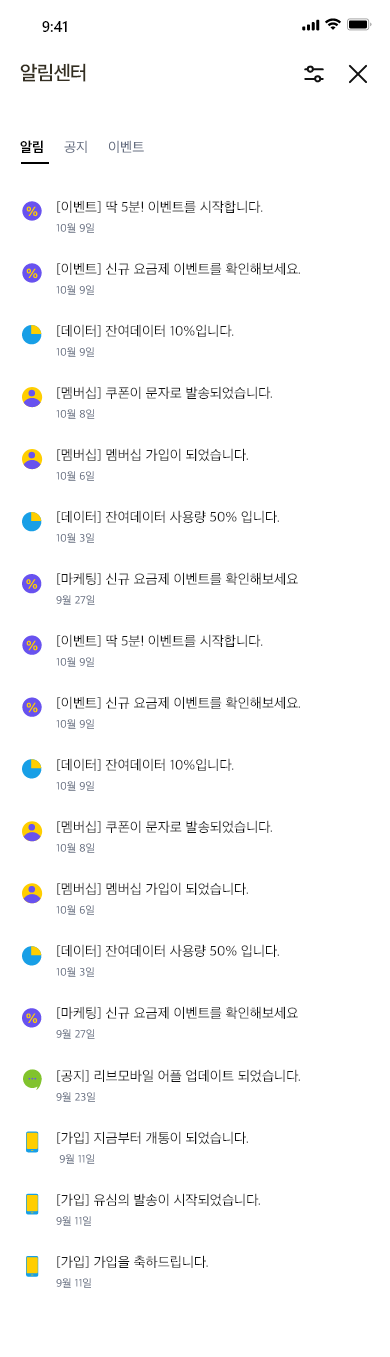 9:41
알림센터
알림 공지 이벤트
[이벤트] 딱 5분! 이벤트를 시작합니다.
10월 9일
[이벤트] 신규 요금제 이벤트를 확인해보세요.
10월 9일
[데이터] 잔여데이터 10%입니다.
10월 9일
[멤버십] 쿠폰이 문자로 발송되었습니다.
10월 8일
[멤버십] 멤버십 가입이 되었습니다.
10월 6일
[데이터] 잔여데이터 사용량 50% 입니다.
10월 3일
[마케팅] 신규 요금제 이벤트를 확인해보세요
9월 27일
[이벤트] 딱 5분! 이벤트를 시작합니다.
10월 9일
[이벤트] 신규 요금제 이벤트를 확인해보세요.
10월 9일
[데이터] 잔여데이터 10%입니다.
10월 9일
[멤버십] 쿠폰이 문자로 발송되었습니다.
10월 8일
[멤버십] 멤버십 가입이 되었습니다.
10월 6일
[데이터] 잔여데이터 사용량 50% 입니다.
10월 3일
[마케팅] 신규 요금제 이벤트를 확인해보세요
9월 27일
[공지] 리브모바일 어플 업데이트 되었습니다.
9월 23일
[가입] 지금부터 개통이 되었습니다.
9월 11일
[가입] 유심의 발송이 시작되었습니다.
9월 11일
[가입] 가입을 축하드립니다.
9월 11일